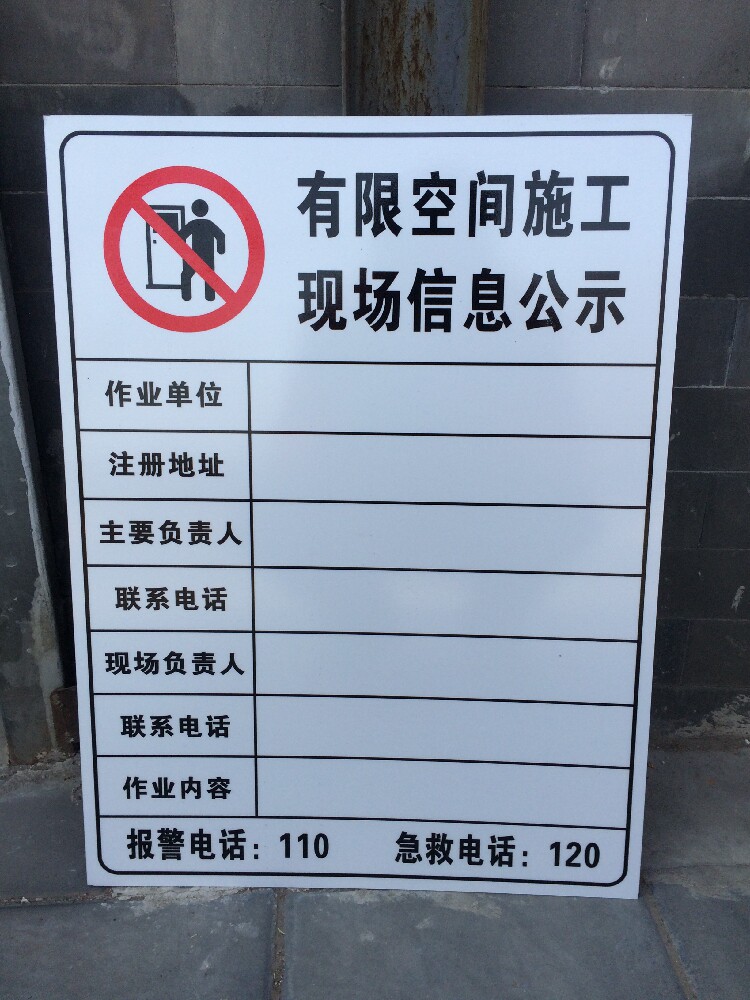 有限空间施工
现场信息公示
作业单位
注册地址
主要负责人
联系电话
现场负责人
联系电话
作业内容
报警电话：110 急救电话：120